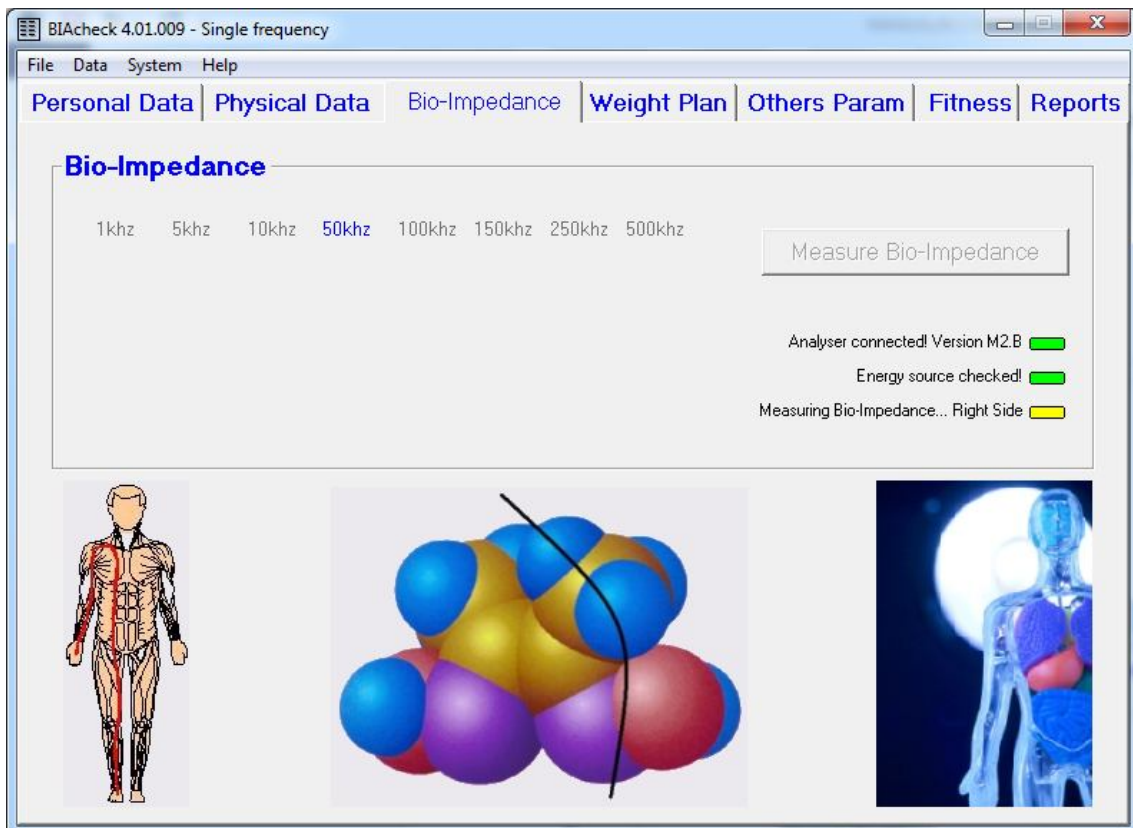 BIAcheck 4.01.009 - Single frequency
File Data System Help
Personal Data Physical Data Bio-Impedance Weight Plan Others Param Fitness Reports
Bio-Impedance
1khz 5khz 10khz 50khz 100khz 150khz 250khz 500khz
Measure Bio-Impedance
Analyser connected! Version M2.B
Energy source checked!
Measuring Bio-Impedance... Right Side